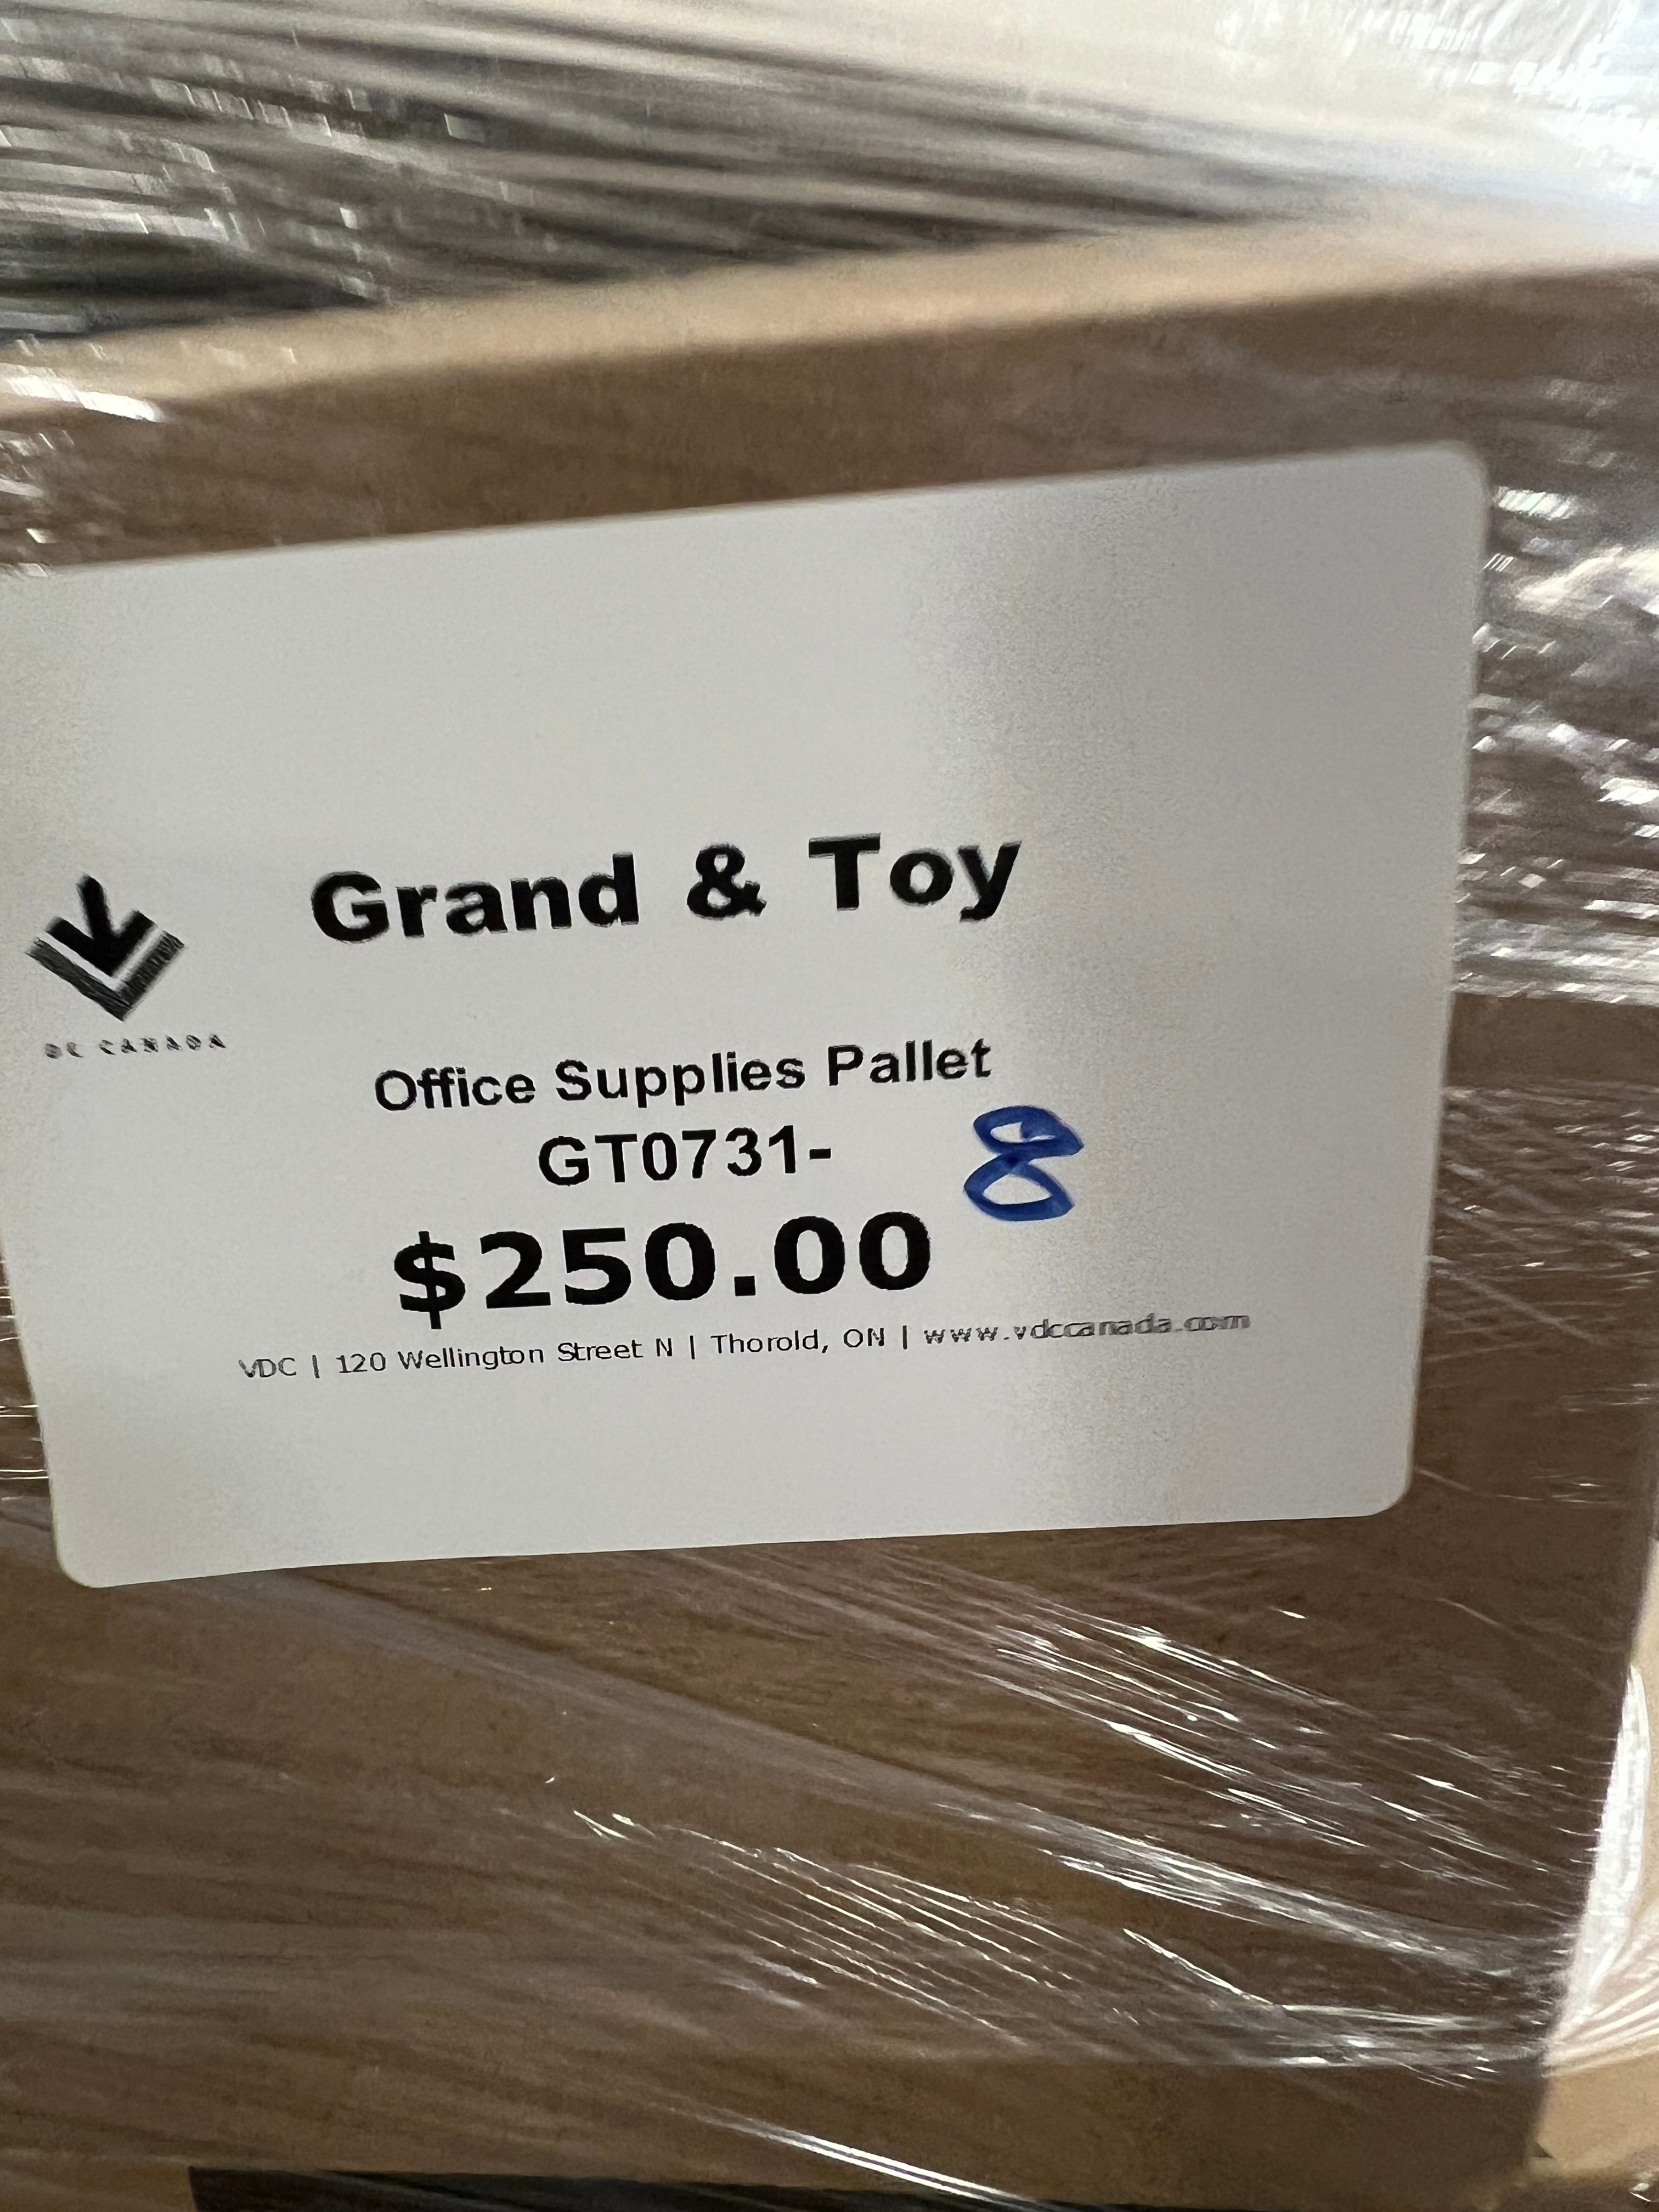 Grand & Toy
DC CANADA
Office Supplies Pallet
GT0731- 8
$250.00
VDC | 120 Wellington Street N | Thorold, ON | www.vdccanada.com